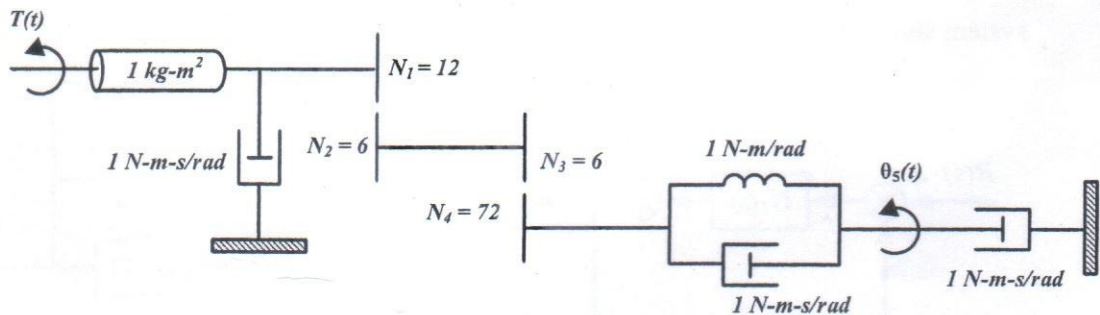 T(t)
1 kg-m²
N₁ = 12
1 N-m-s/rad
N₂ = 6
N₃ = 6
1 N-m/rad
θ₅(t)
N₄ = 72
1 N-m-s/rad
1 N-m-s/rad